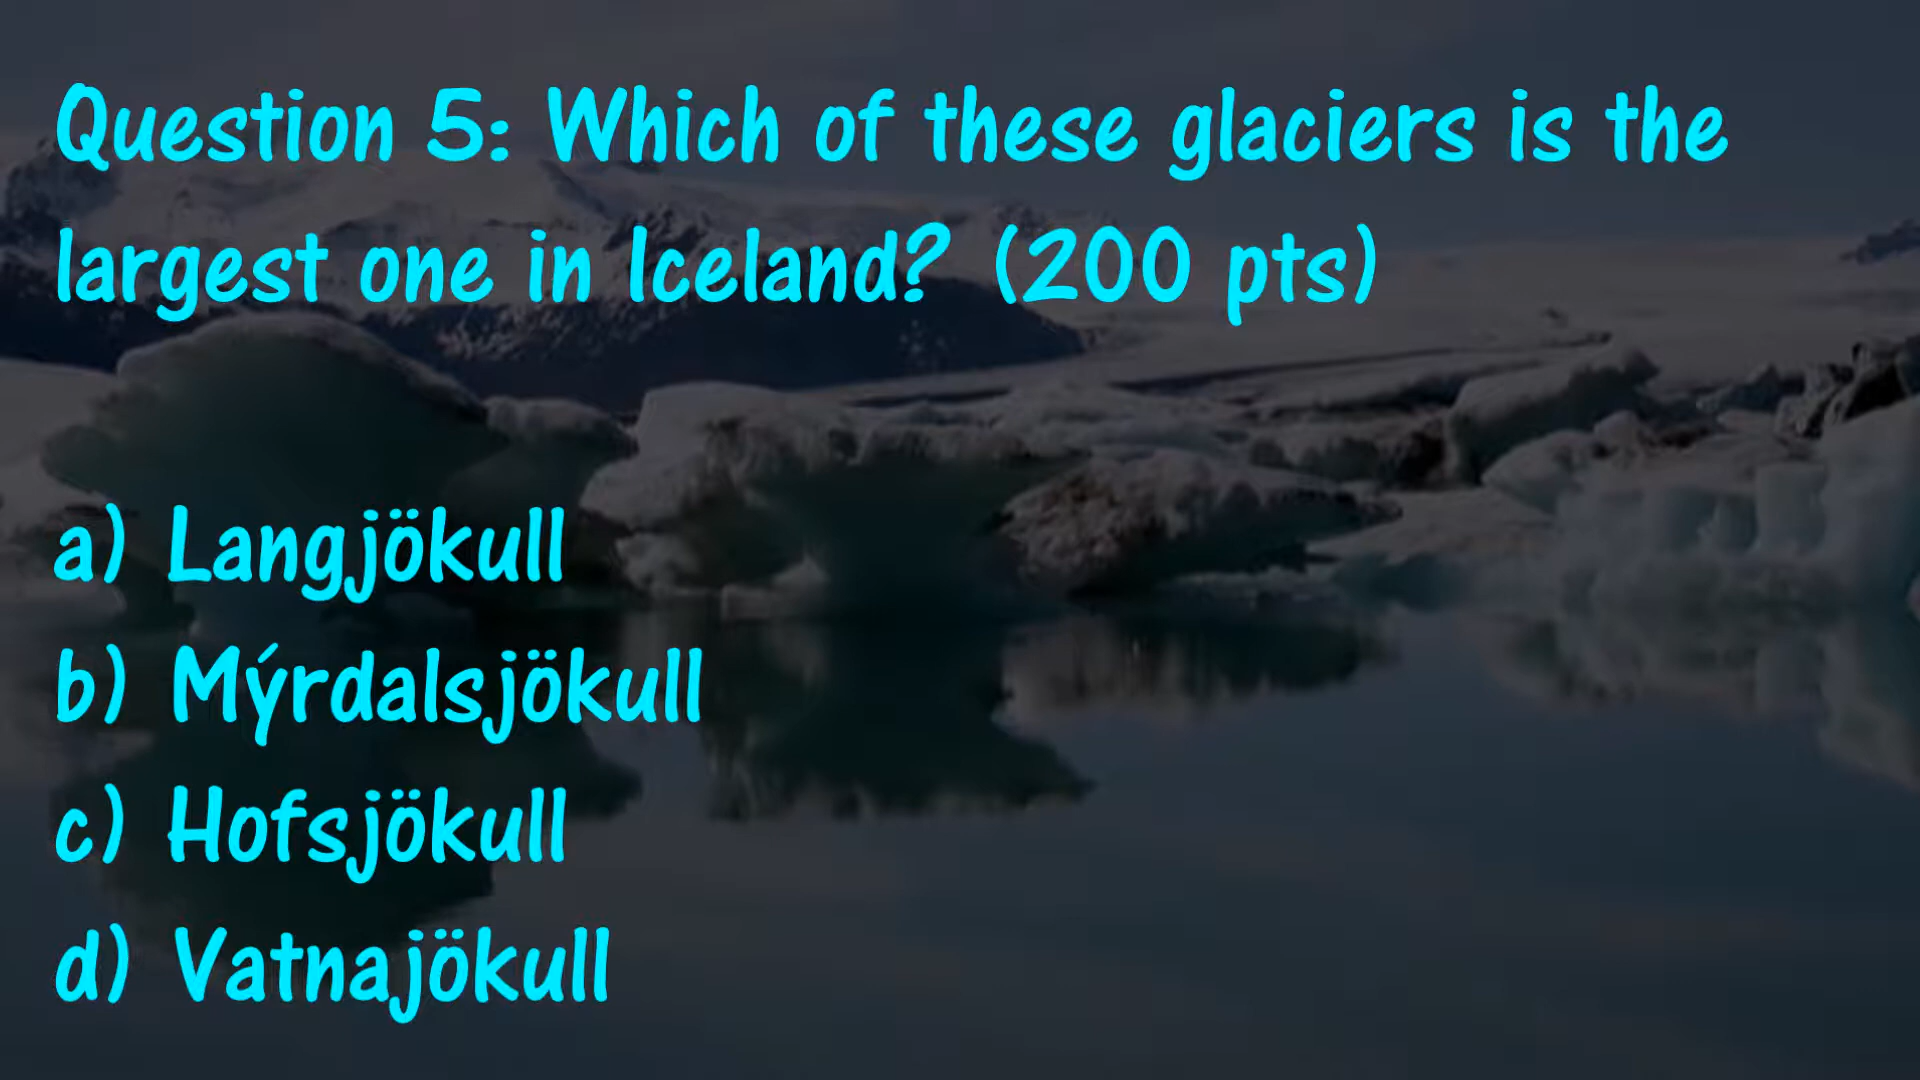 Question 5: Which of these glaciers is the
largest one in Iceland? (200 pts)
a) Langjökull
b) Mýrdalsjökull
c) Hofsjökull
d) Vatnajökull